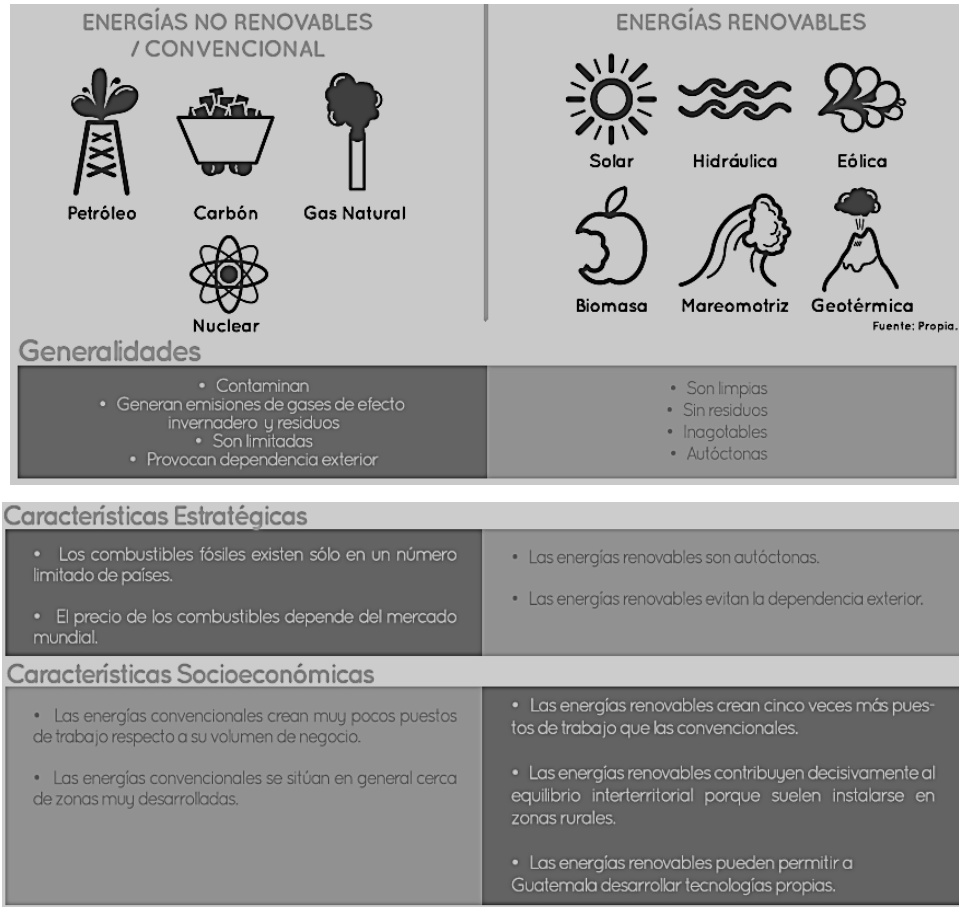 ENERGÍAS NO RENOVABLES
/ CONVENCIONAL
Petróleo
Carbón
Gas Natural
Nuclear
ENERGÍAS RENOVABLES
Solar
Hidráulica
Eólica
Biomasa
Mareomotriz
Geotérmica
Fuente: Propia.
Generalidades
• Contaminan
• Generan emisiones de gases de efecto
invernadero y residuos
• Son limitadas
• Provocan dependencia exterior
• Son limpias
• Sin residuos
• Inagotables
• Autóctonas
Características Estratégicas
• Los combustibles fósiles existen sólo en un número
limitado de países.
• El precio de los combustibles depende del mercado
mundial.
• Las energías renovables son autóctonas.
• Las energías renovables evitan la dependencia exterior.
Características Socioeconómicas
• Las energías convencionales crean muy pocos puestos
de trabajo respecto a su volumen de negocio.
• Las energías convencionales se sitúan en general cerca
de zonas muy desarrolladas.
• Las energías renovables crean cinco veces más pues-
tos de trabajo que las convencionales.
• Las energías renovables contribuyen decisivamente al
equilibrio interterritorial porque suelen instalarse en
zonas rurales.
• Las energías renovables pueden permitir a
Guatemala desarrollar tecnologías propias.